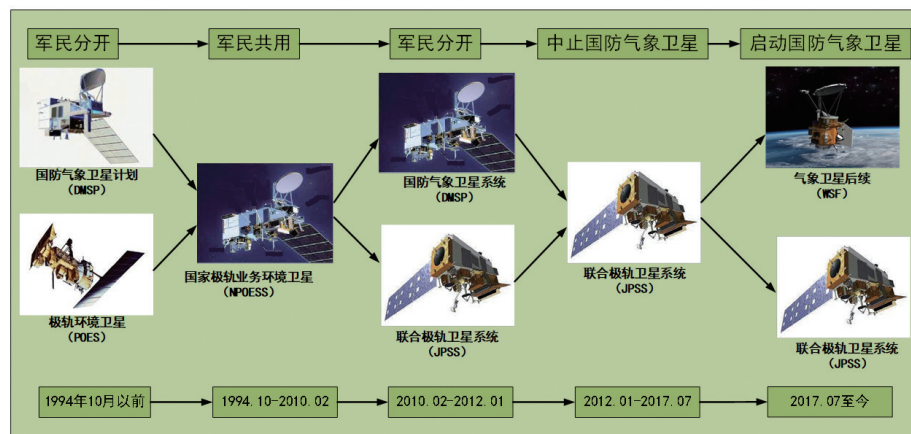 军民分开
军民共用
军民分开
中止国防气象卫星
启动国防气象卫星
国防气象卫星计划
(DMSP)
极轨环境卫星
(POES)
国家极轨业务环境卫星
(NPOESS)
国防气象卫星系统
(DMSP)
联合极轨卫星系统
(JPSS)
联合极轨卫星系统
(JPSS)
气象卫星后续
(WSF)
联合极轨卫星系统
(JPSS)
1994年10月以前
1994.10-2010.02
2010.02-2012.01
2012.01-2017.07
2017.07至今